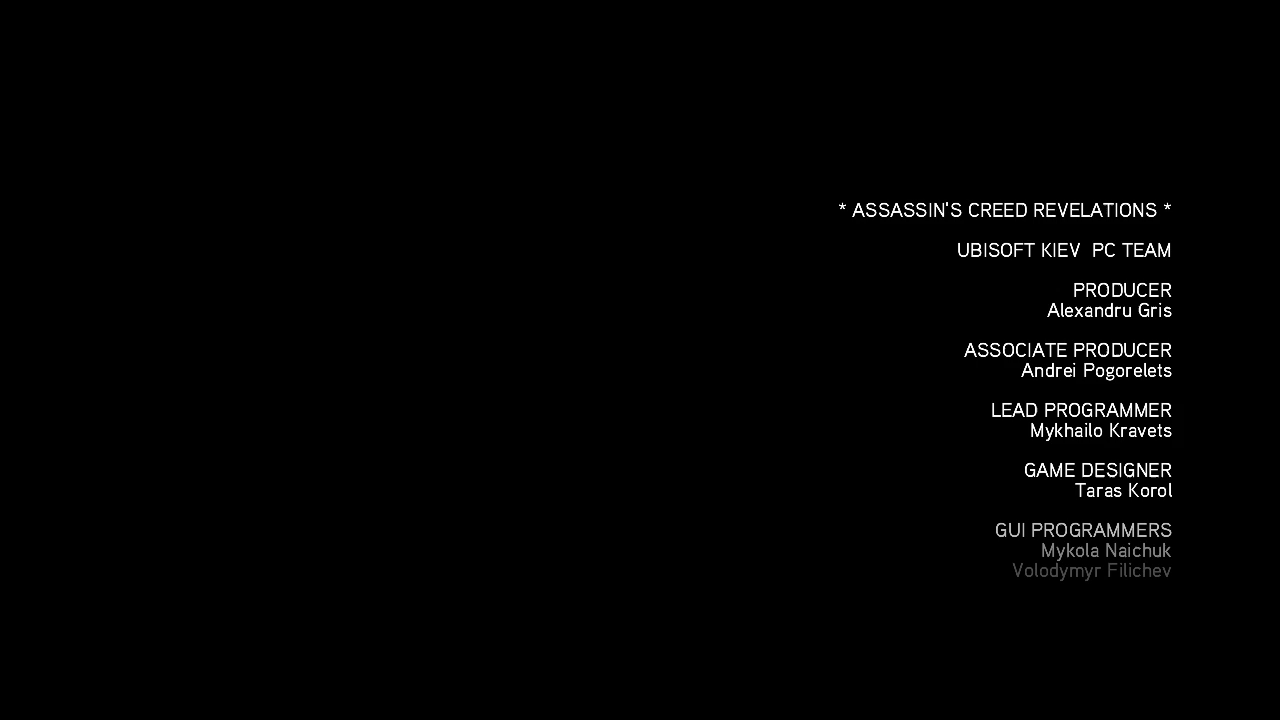 * ASSASSIN'S CREED REVELATIONS *
UBISOFT KIEV  PC TEAM
PRODUCER
Alexandru Gris
ASSOCIATE PRODUCER
Andrei Pogorelets
LEAD PROGRAMMER
Mykhailo Kravets
GAME DESIGNER
Taras Korol
GUI PROGRAMMERS
Mykola Naichuk
Volodymyr Filichev